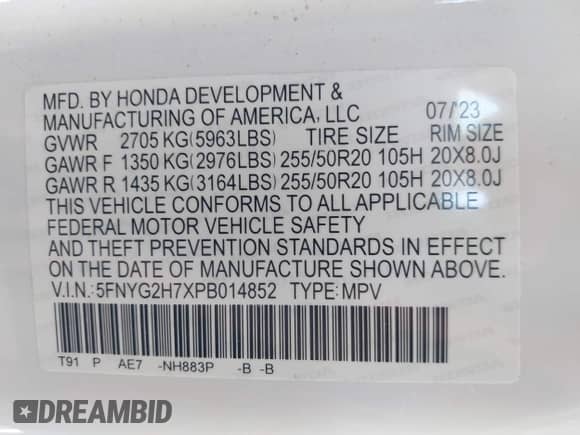 MFD. BY HONDA DEVELOPMENT &
MANUFACTURING OF AMERICA, LLC 07/'23
GVWR 2705 KG(5963LBS) TIRE SIZE RIM SIZE
GAWR F 1350 KG(2976LBS) 255/50R20 105H 20X8.0J
GAWR R 1435 KG(3164LBS) 255/50R20 105H 20X8.0J
THIS VEHICLE CONFORMS TO ALL APPLICABLE
FEDERAL MOTOR VEHICLE SAFETY
AND THEFT PREVENTION STANDARDS IN EFFECT
ON THE DATE OF MANUFACTURE SHOWN ABOVE.
V.I.N.:5FNYG2H7XPB014852 TYPE:MPV
T91 P AE7 -NH883P -B -B
DREAMBID